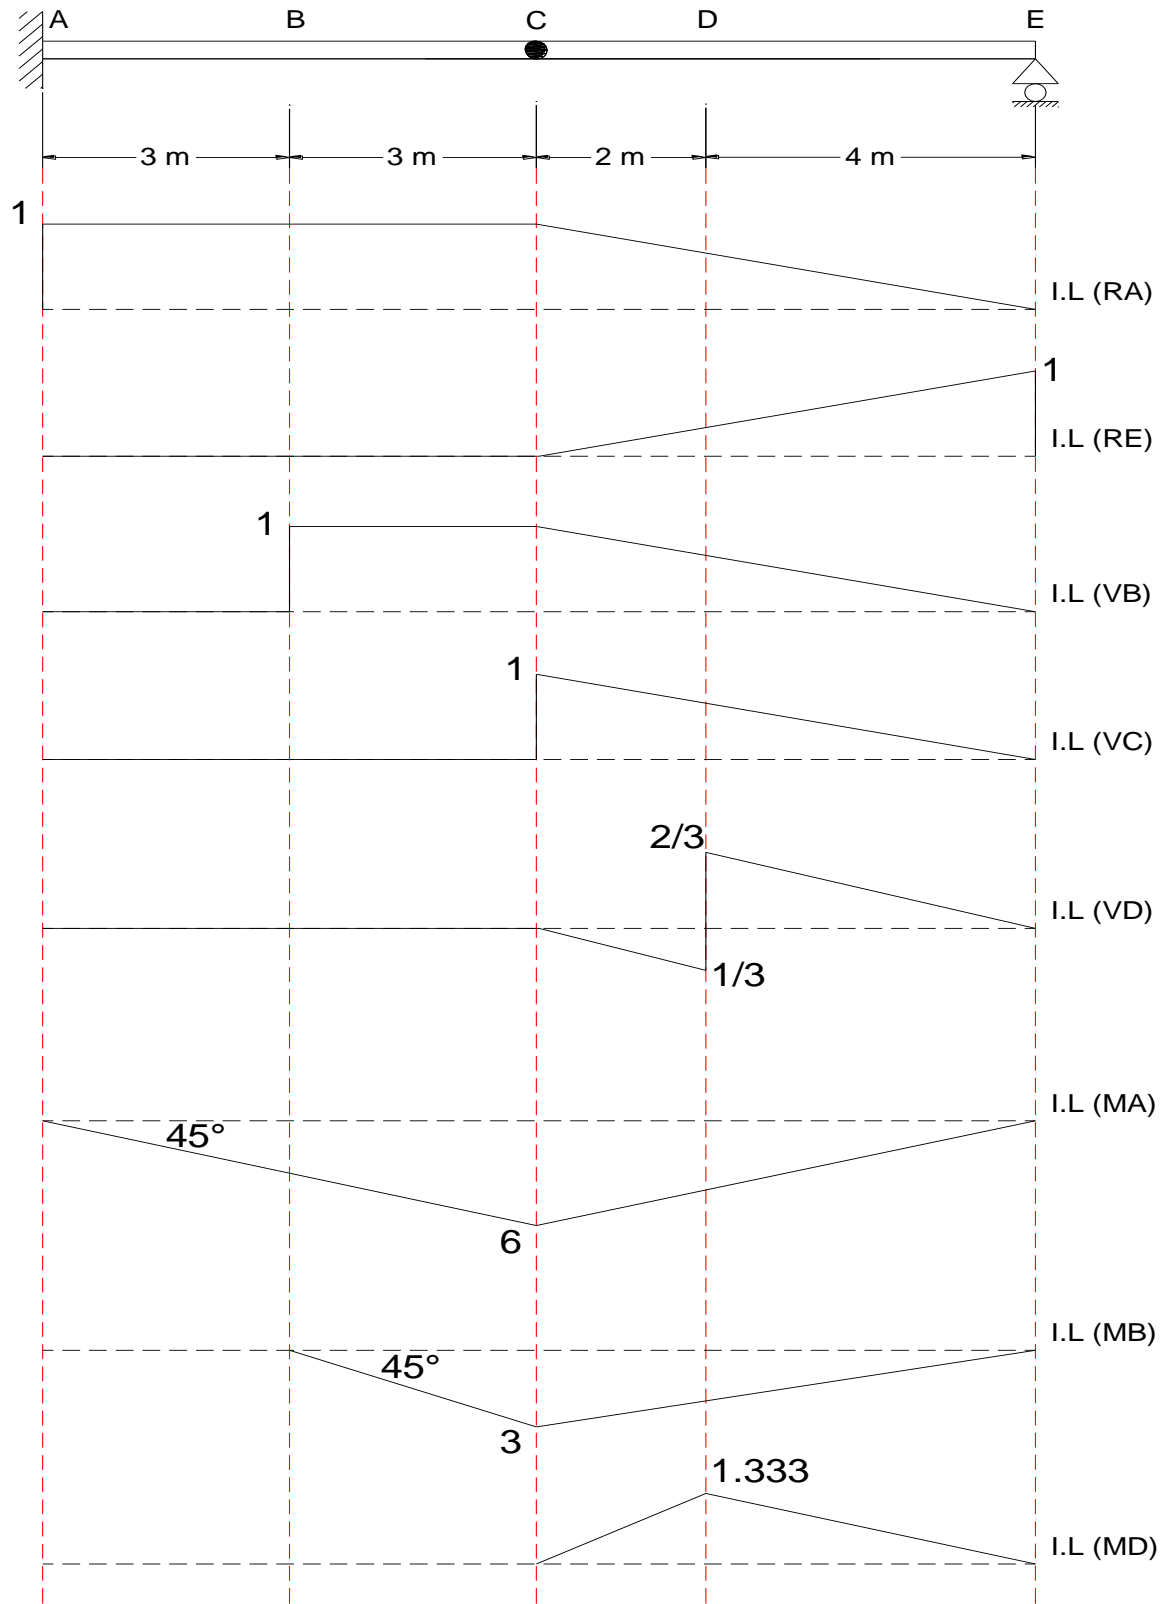 A B C D E
3 m 3 m 2 m 4 m
1
I.L (RA)
1
I.L (RE)
1
I.L (VB)
1
I.L (VC)
2/3
I.L (VD)
1/3
I.L (MA)
45°
6
I.L (MB)
45°
3
1.333
I.L (MD)